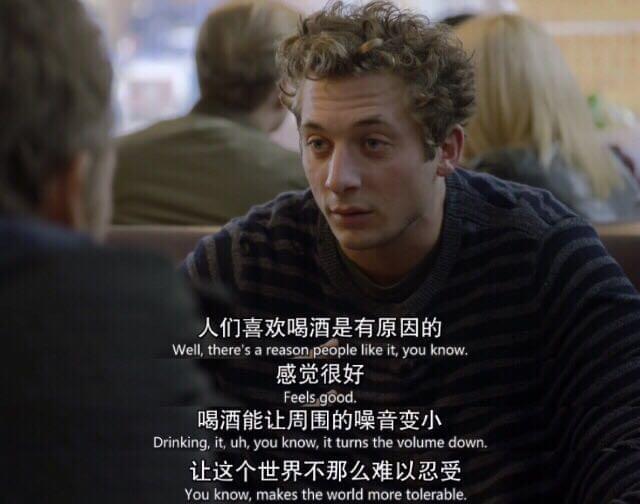 人们喜欢喝酒是有原因的
Well, there's a reason people like it, you know.
感觉很好
Feels good.
喝酒能让周围的噪音变小
Drinking, it, uh, you know, it turns the volume down.
让这个世界不那么难以忍受
You know, makes the world more tolerable.